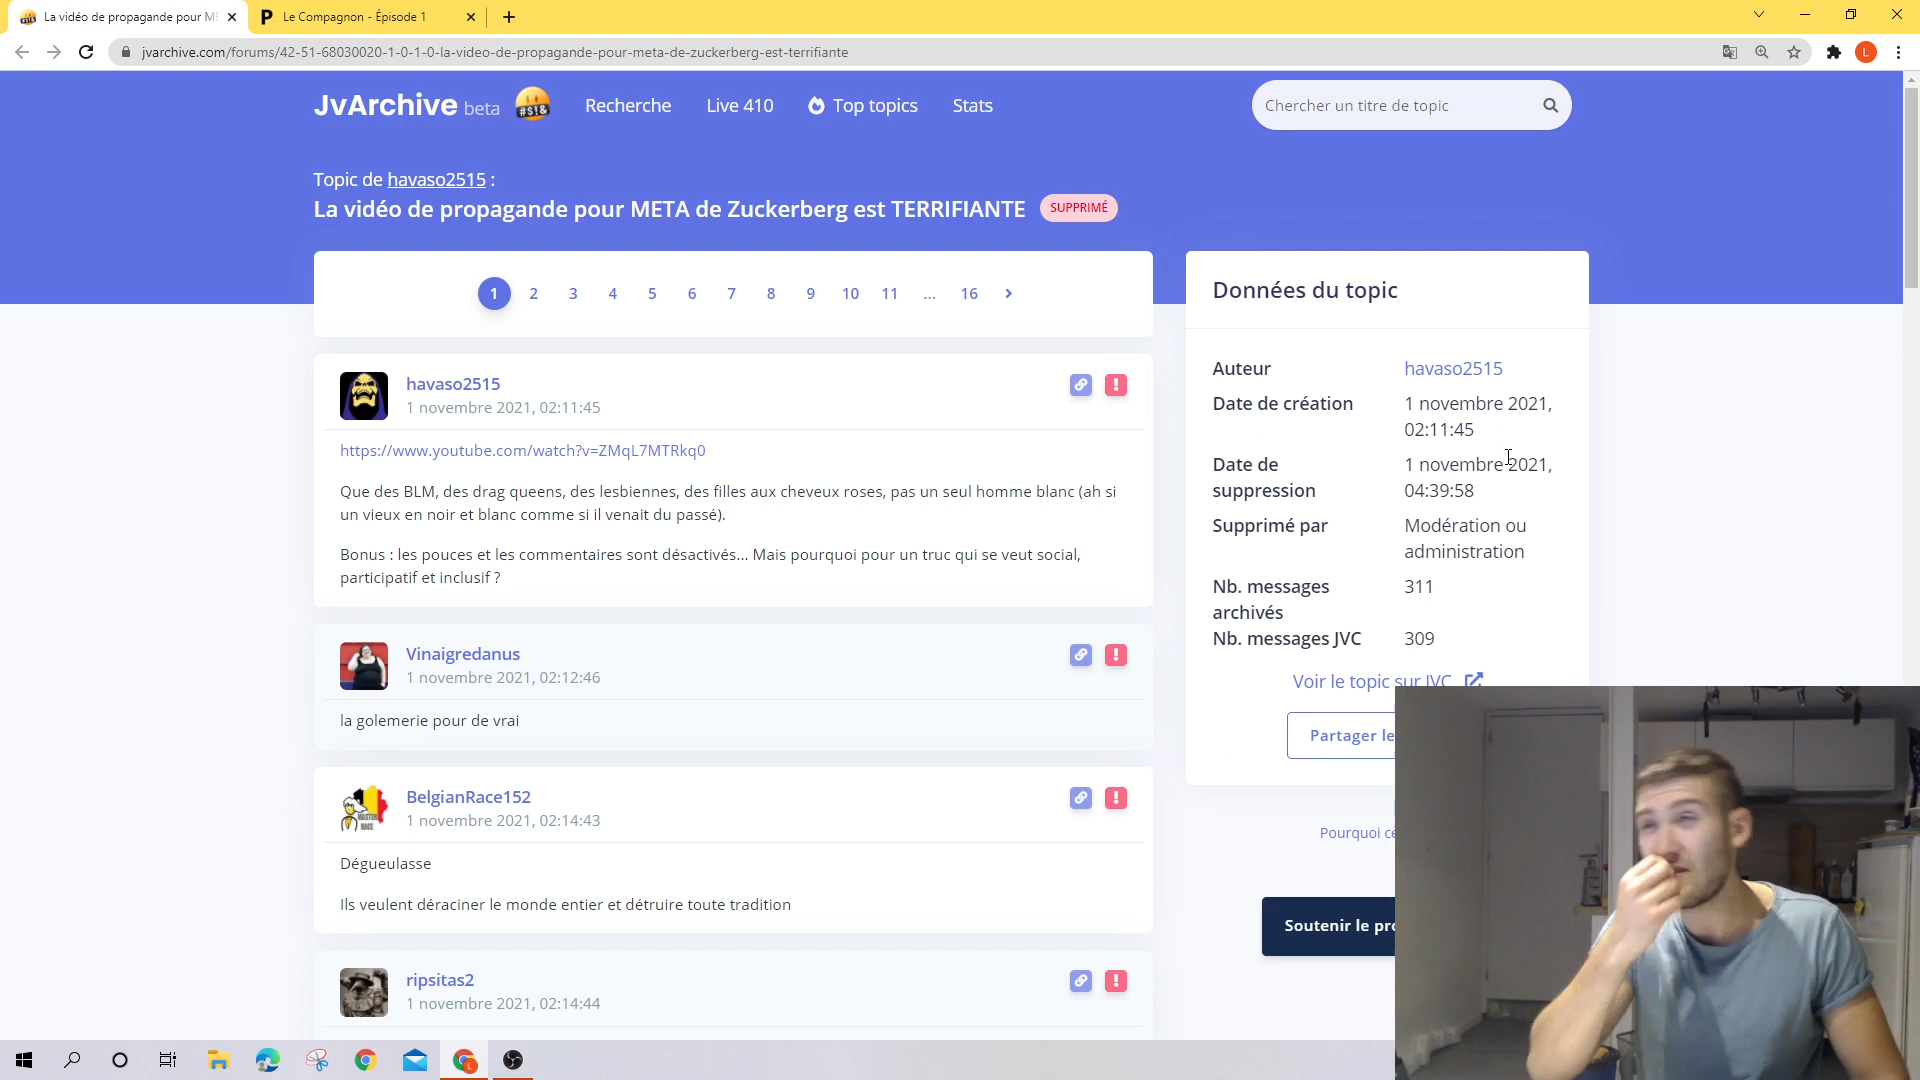 La vidéo de propagande pour ME
Le Compagnon - Épisode 1
jvarchive.com/forums/42-51-68030020-1-0-1-0-la-video-de-propagande-pour-meta-de-zuckerberg-est-terrifiante
L
JvArchive beta
#$!&
Recherche
Live 410
Top topics
Stats
Chercher un titre de topic
Topic de havaso2515 :
La vidéo de propagande pour META de Zuckerberg est TERRIFIANTE
SUPPRIMÉ
1 2 3 4 5 6 7 8 9 10 11 ... 16
havaso2515
1 novembre 2021, 02:11:45
https://www.youtube.com/watch?v=ZMqL7MTRkq0
Que des BLM, des drag queens, des lesbiennes, des filles aux cheveux roses, pas un seul homme blanc (ah si
un vieux en noir et blanc comme si il venait du passé).
Bonus : les pouces et les commentaires sont désactivés... Mais pourquoi pour un truc qui se veut social,
participatif et inclusif ?
Vinaigredanus
1 novembre 2021, 02:12:46
la golemerie pour de vrai
BelgianRace152
1 novembre 2021, 02:14:43
MASTER
RACE
Dégueulasse
Ils veulent déraciner le monde entier et détruire toute tradition
ripsitas2
1 novembre 2021, 02:14:44
Données du topic
Auteur
havaso2515
Date de création
1 novembre 2021,
02:11:45
Date de
suppression
1 novembre 2021,
04:39:58
Supprimé par
Modération ou
administration
Nb. messages
archivés
311
Nb. messages JVC
309
Voir le topic sur JVC
Partager le
Pourquoi ce
Soutenir le pro